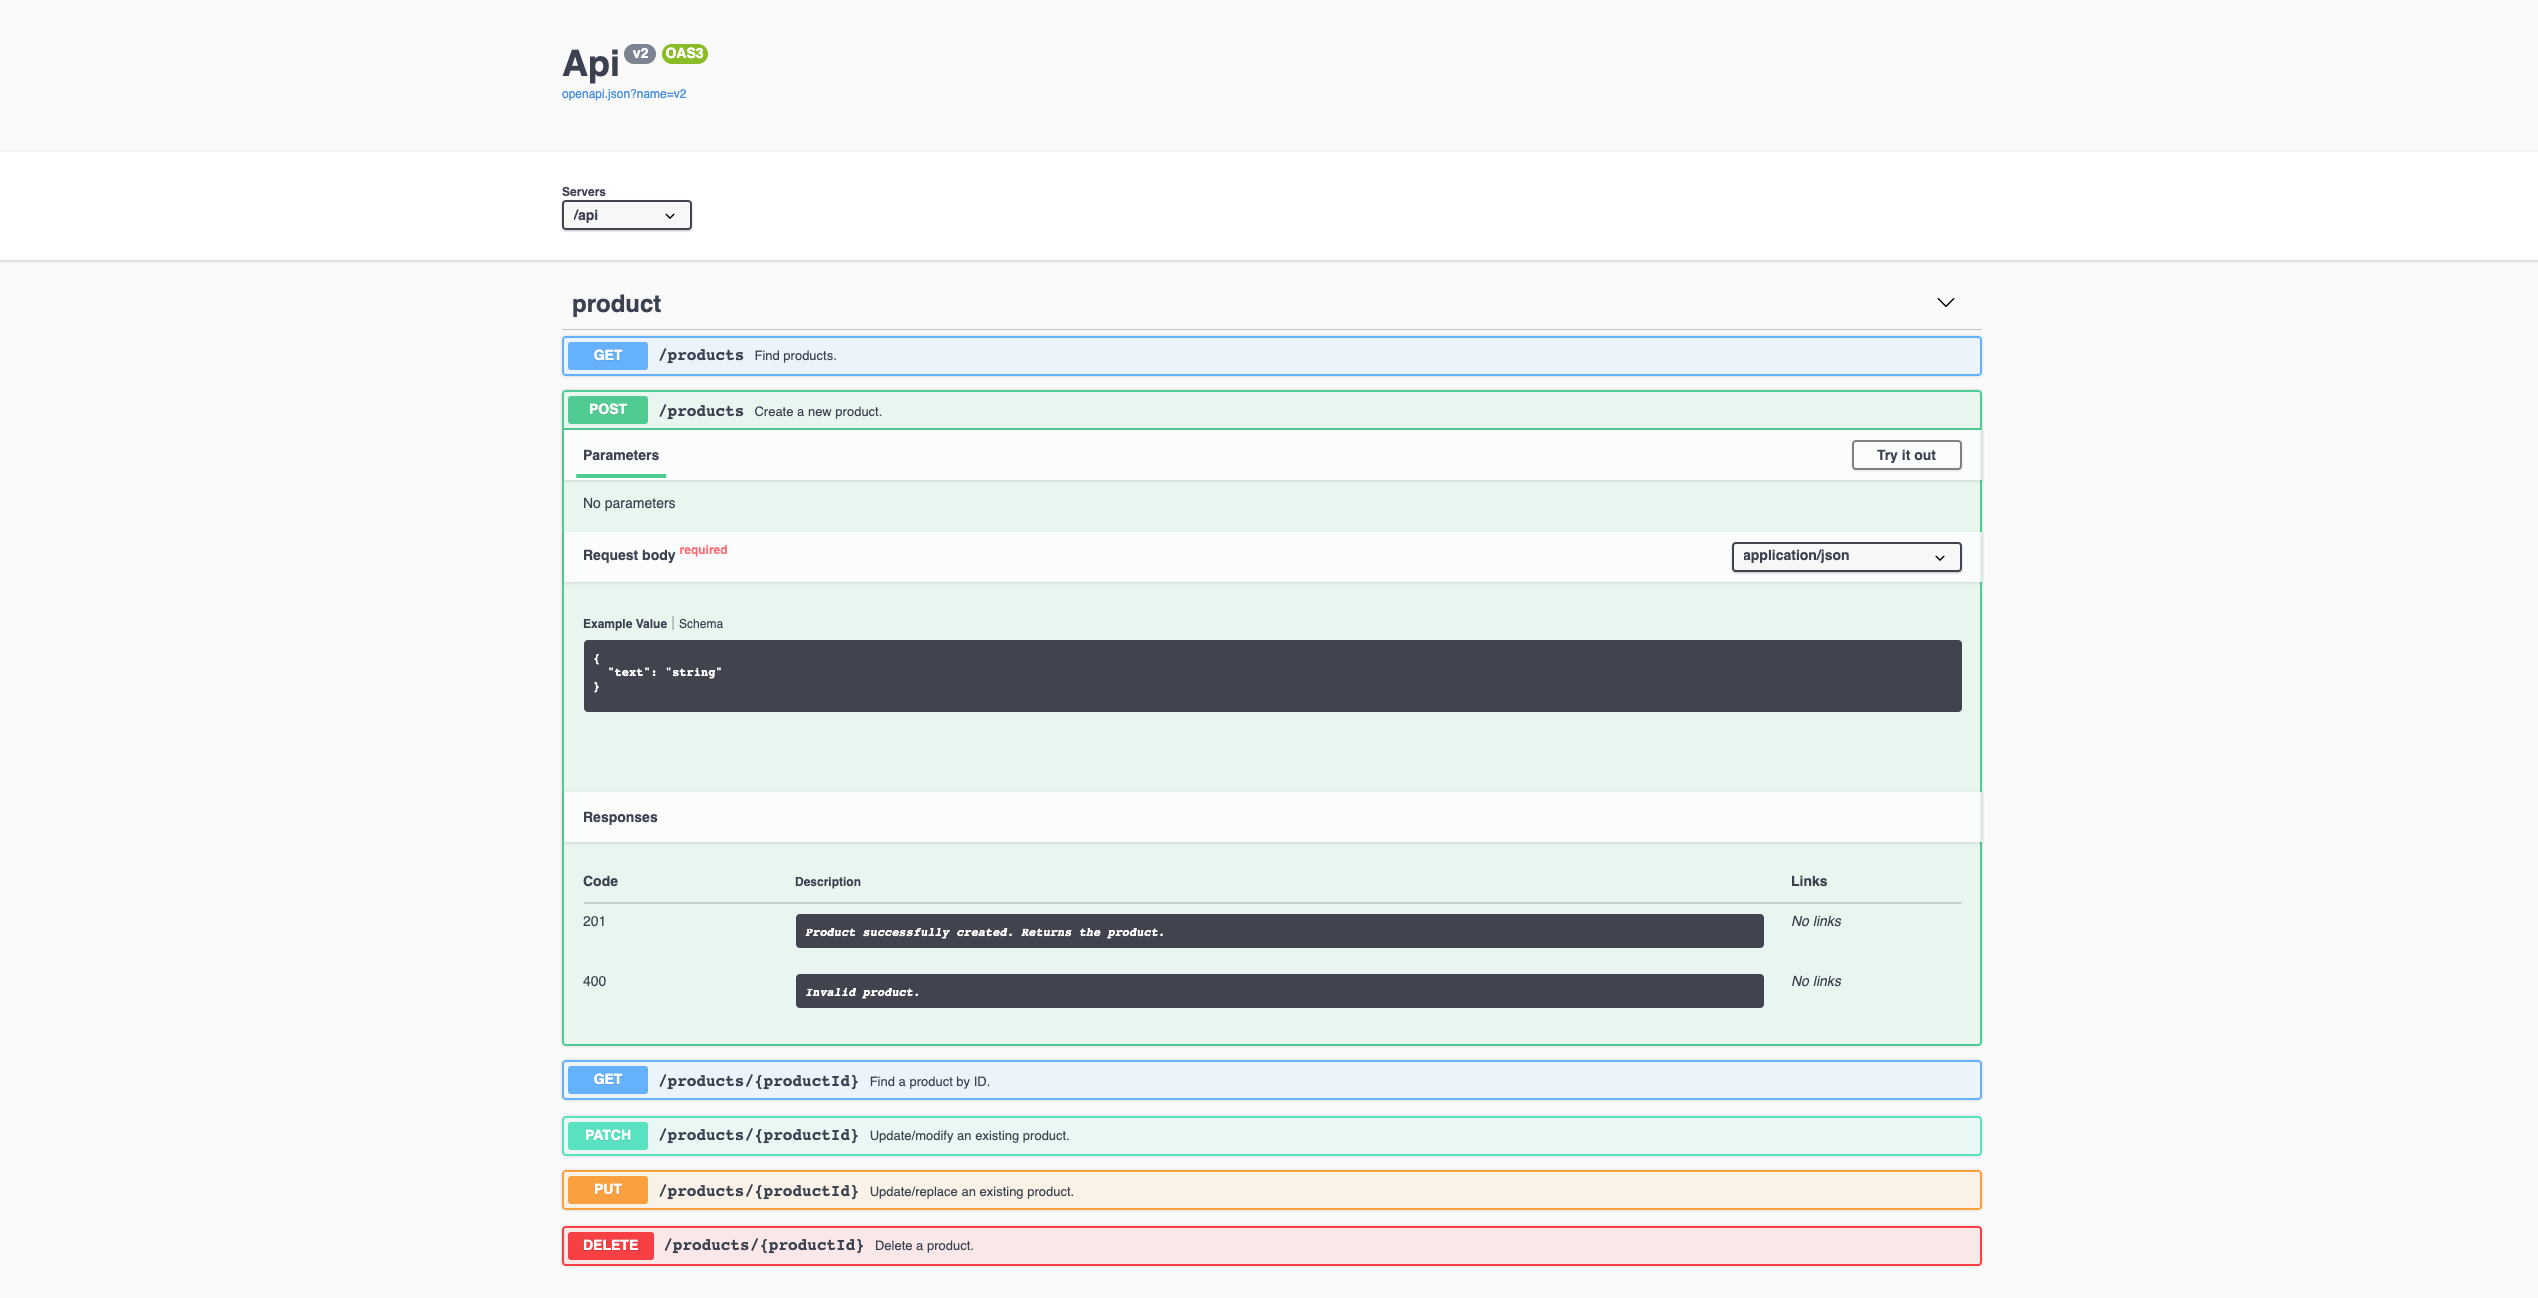 Api v2 OAS3
openapi.json?name=v2
Servers
/api
product
GET /products Find products.
POST /products Create a new product.
Parameters Try it out
No parameters
Request body required application/json
Example Value | Schema
{
  "text": "string"
}
Responses
Code Description Links
201 Product successfully created. Returns the product. No links
400 Invalid product. No links
GET /products/{productId} Find a product by ID.
PATCH /products/{productId} Update/modify an existing product.
PUT /products/{productId} Update/replace an existing product.
DELETE /products/{productId} Delete a product.